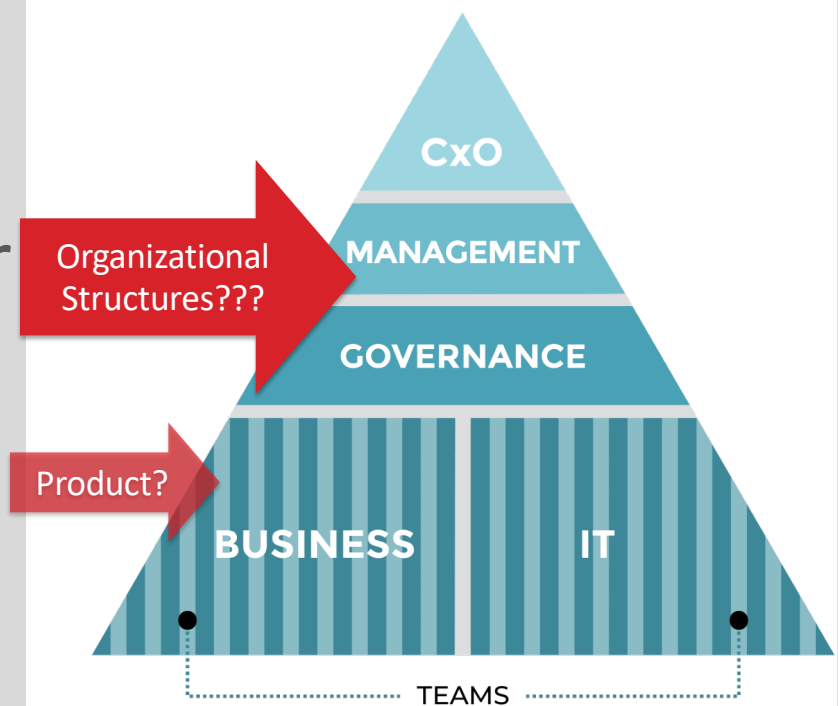 CxO
Organizational
Structures???
MANAGEMENT
GOVERNANCE
Product?
BUSINESS
IT
TEAMS